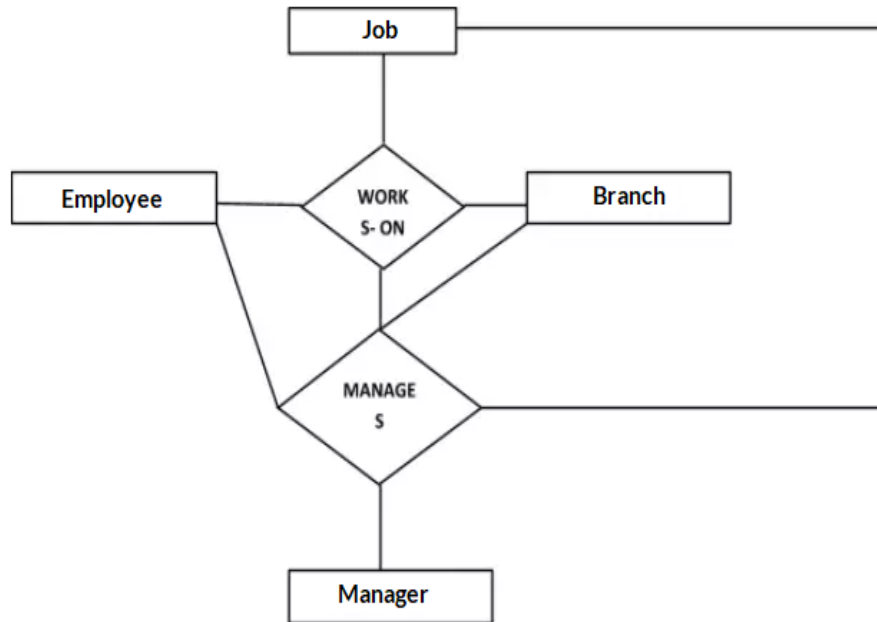 Job
Employee
WORK
S- ON
Branch
MANAGE
S
Manager